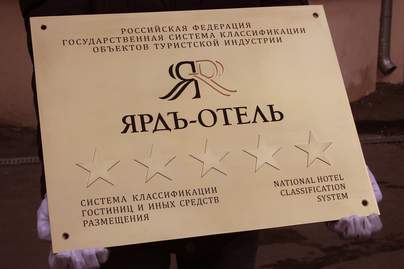 РОССИЙСКАЯ ФЕДЕРАЦИЯ
ГОСУДАРСТВЕННАЯ СИСТЕМА КЛАССИФИКАЦИИ
ОБЪЕКТОВ ТУРИСТСКОЙ ИНДУСТРИИ
ЯРДЪ-ОТЕЛЬ
СИСТЕМА КЛАССИФИКАЦИИ
ГОСТИНИЦ И ИНЫХ СРЕДСТВ
РАЗМЕЩЕНИЯ
NATIONAL HOTEL
CLASSIFICATION
SYSTEM